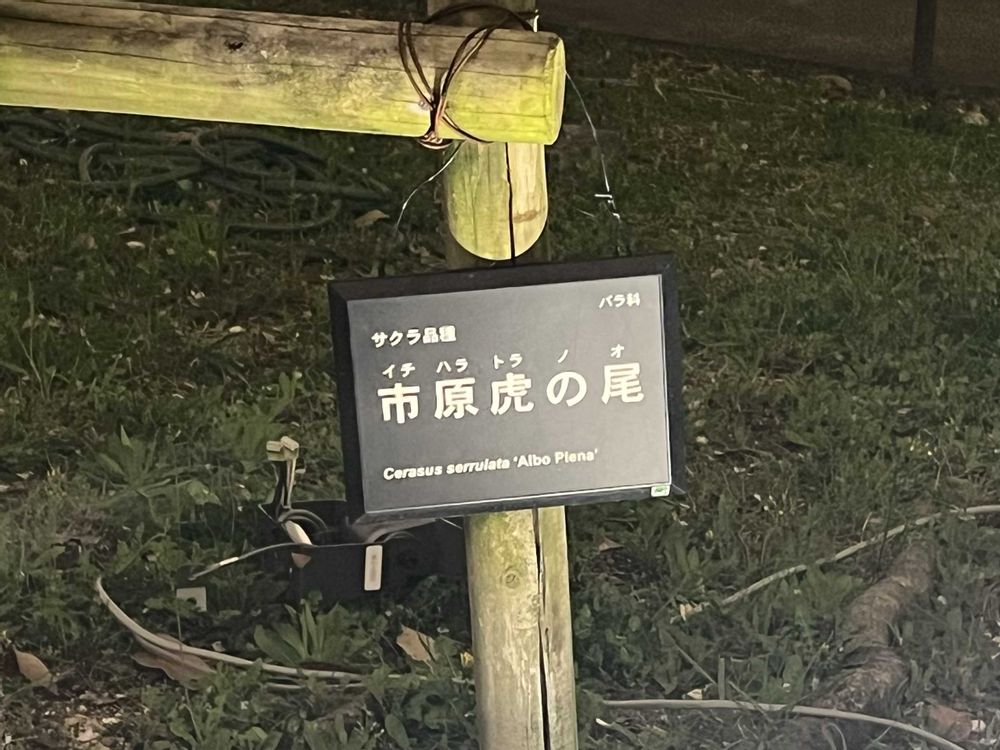 バラ科
サクラ品種
イチ ハラ トラ ノ オ
市原虎の尾
Cerasus serrulata ‘Albo Plena’